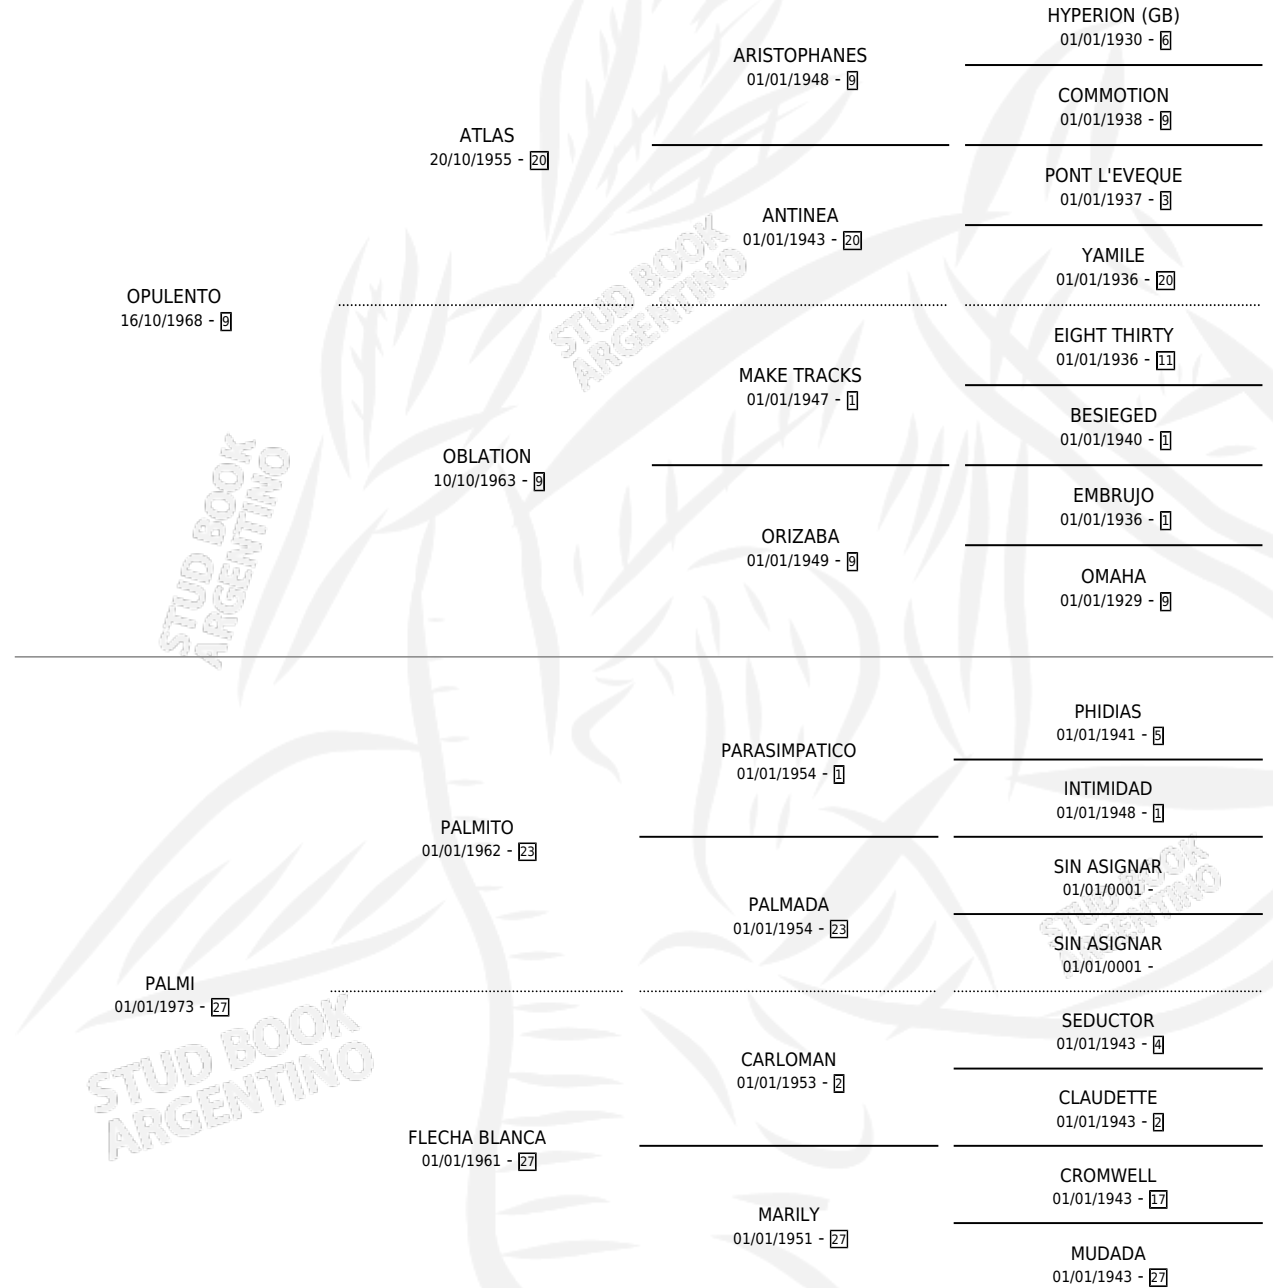 HYPERION (GB)
01/01/1930 - 6
ARISTOPHANES
01/01/1948 - 9
COMMOTION
01/01/1938 - 9
ATLAS
20/10/1955 - 20
PONT L'EVEQUE
01/01/1937 - 3
ANTINEA
01/01/1943 - 20
YAMILE
01/01/1936 - 20
OPULENTO
16/10/1968 - 9
STUD BOOK
ARGENTINO
EIGHT THIRTY
01/01/1936 - 11
MAKE TRACKS
01/01/1947 - 1
BESIEGED
01/01/1940 - 1
OBLATION
10/10/1963 - 9
EMBRUJO
01/01/1936 - 1
ORIZABA
01/01/1949 - 9
OMAHA
01/01/1929 - 9
STUD BOOK
ARGENTINO
PHIDIAS
01/01/1941 - 5
PARASIMPATICO
01/01/1954 - 1
INTIMIDAD
01/01/1948 - 1
PALMITO
01/01/1962 - 23
SIN ASIGNAR
01/01/0001 -
PALMADA
01/01/1954 - 23
STUD BOOK
ARGENTINO
SIN ASIGNAR
01/01/0001 -
PALMI
01/01/1973 - 27
STUD BOOK
ARGENTINO
SEDUCTOR
01/01/1943 - 4
CARLOMAN
01/01/1953 - 2
CLAUDETTE
01/01/1943 - 2
FLECHA BLANCA
01/01/1961 - 27
CROMWELL
01/01/1943 - 17
MARILY
01/01/1951 - 27
MUDADA
01/01/1943 - 27